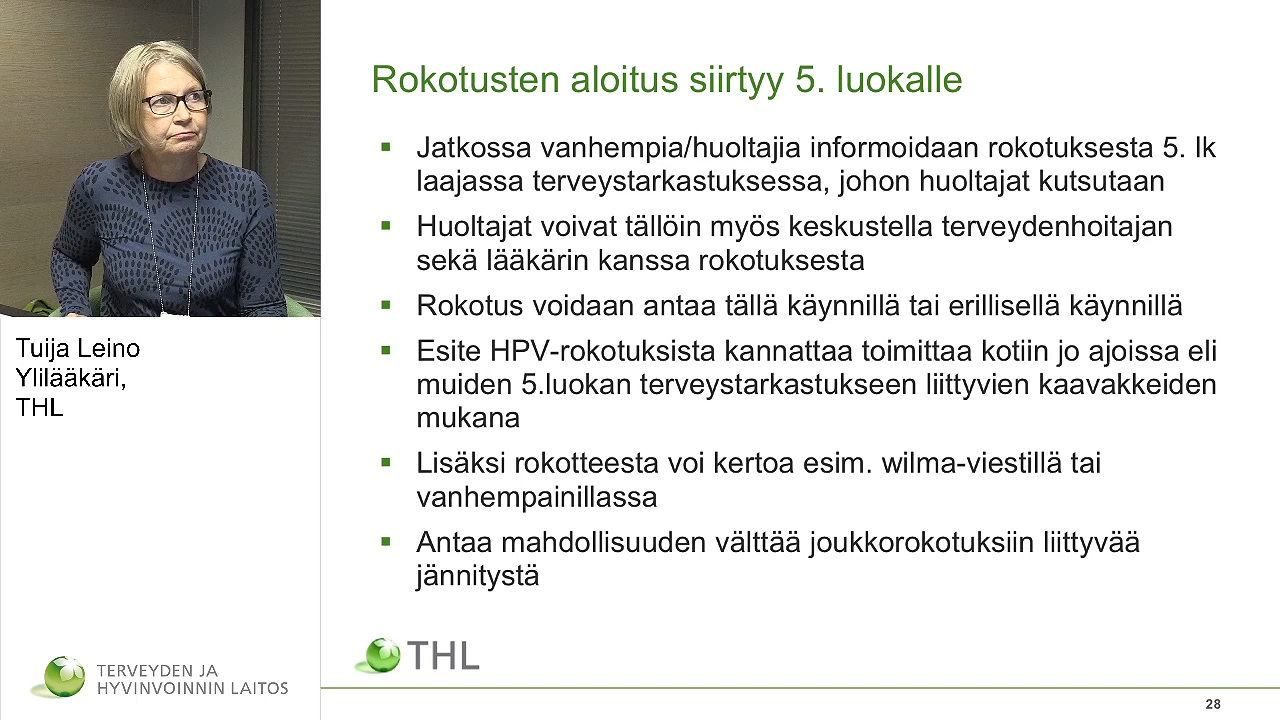 Rokotusten aloitus siirtyy 5. luokalle
▪ Jatkossa vanhempia/huoltajia informoidaan rokotuksesta 5. lk
laajassa terveystarkastuksessa, johon huoltajat kutsutaan
▪ Huoltajat voivat tällöin myös keskustella terveydenhoitajan
sekä lääkärin kanssa rokotuksesta
▪ Rokotus voidaan antaa tällä käynnillä tai erillisellä käynnillä
▪ Esite HPV-rokotuksista kannattaa toimittaa kotiin jo ajoissa eli
muiden 5.luokan terveystarkastukseen liittyvien kaavakkeiden
mukana
▪ Lisäksi rokotteesta voi kertoa esim. wilma-viestillä tai
vanhempainillassa
▪ Antaa mahdollisuuden välttää joukkorokotuksiin liittyvää
jännitystä
Tuija Leino
Ylilääkäri,
THL
TERVEYDEN JA
HYVINVOINNIN LAITOS
THL
28